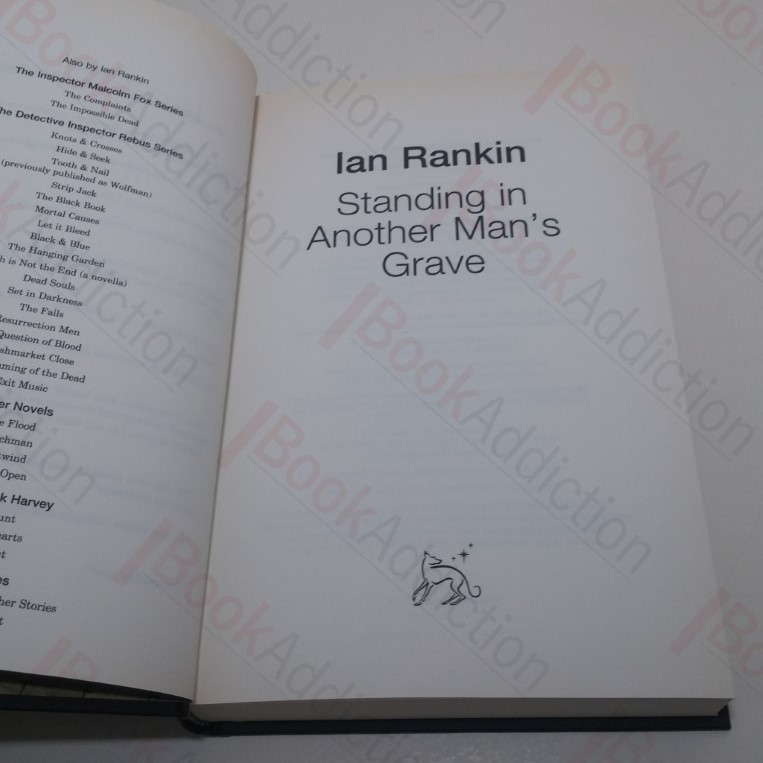 Also by Ian Rankin
The Inspector Malcolm Fox Series
The Complaints
The Impossible Dead
he Detective Inspector Rebus Series
Knots & Crosses
Hide & Seek
Tooth & Nail
(previously published as Wolfman)
Strip Jack
The Black Book
Mortal Causes
Let it Bleed
Black & Blue
The Hanging Garden
h is Not the End (a novella)
Dead Souls
Set in Darkness
The Falls
esurrection Men
Question of Blood
shmarket Close
ming of the Dead
Exit Music
er Novels
e Flood
chman
wind
Open
k Harvey
unt
earts
t
es
her Stories
t
Ian Rankin
Standing in
Another Man's
Grave
BookAddiction